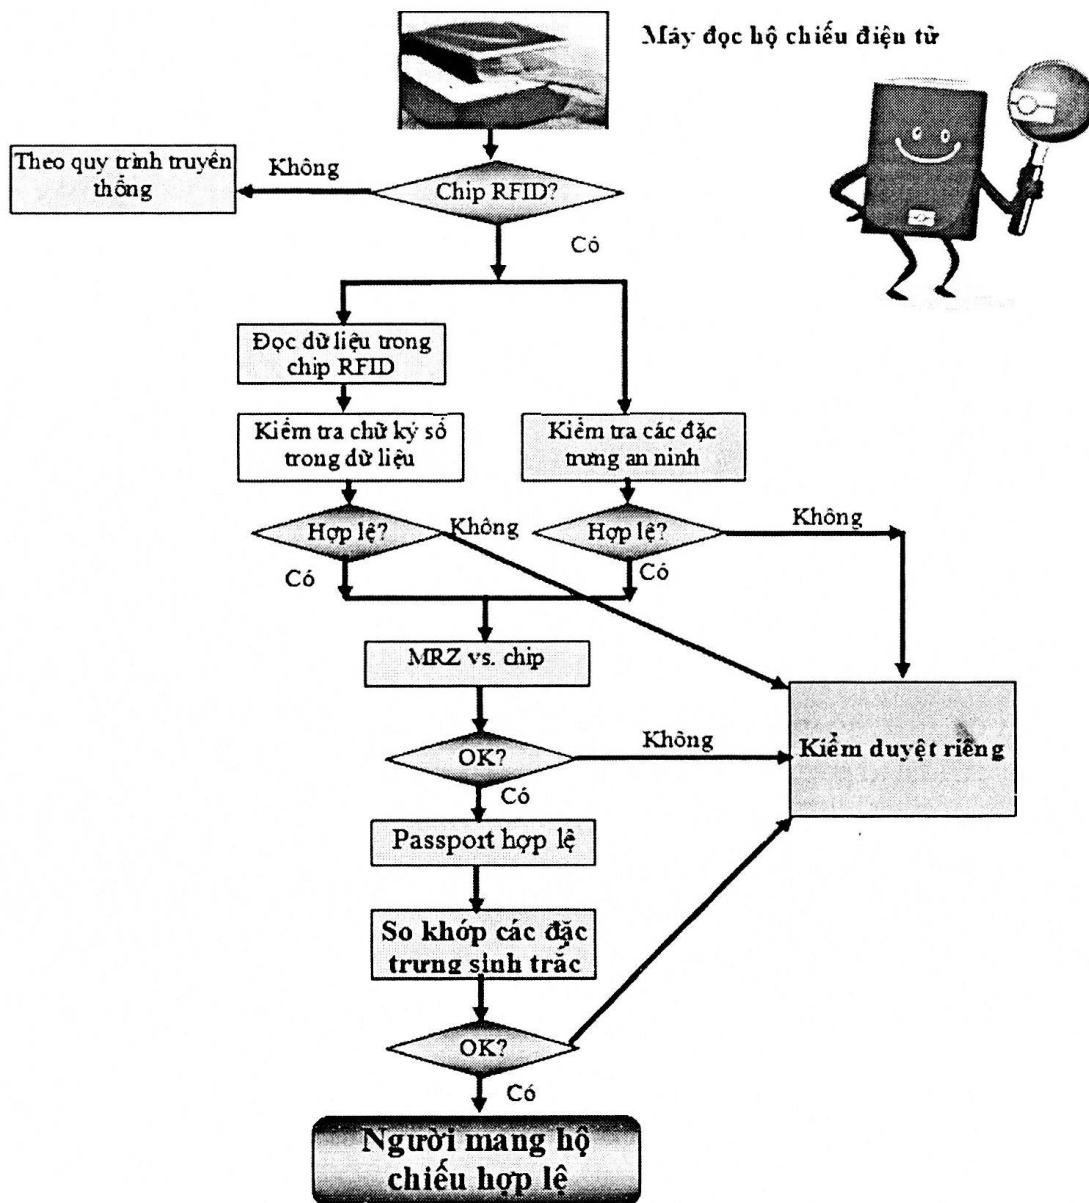 Máy đọc hộ chiếu điện tử
Theo quy trình truyền
thống
Không
Chip RFID?
Có
Đọc dữ liệu trong
chip RFID
Kiểm tra chữ ký số
trong dữ liệu
Kiểm tra các đặc
trưng an ninh
Hợp lệ?
Không
Hợp lệ?
Không
Có
Có
MRZ vs. chip
OK?
Không
Kiểm duyệt riêng
Có
Passport hợp lệ
So khớp các đặc
trưng sinh trắc
OK?
Có
Người mang hộ
chiếu hợp lệ